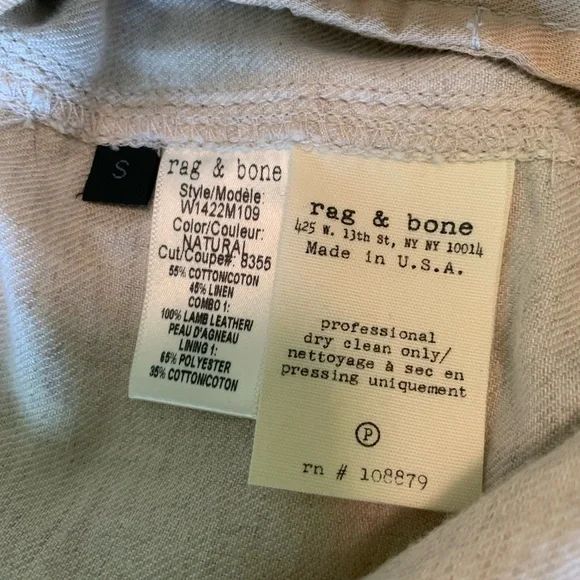 S
rag & bone
Style/Modèle:
W1422M109
Color/Couleur:
NATURAL
Cut/Coupe#: 8355
55% COTTON/COTON
45% LINEN
COMBO 1:
100% LAMB LEATHER/
PEAU D'AGNEAU
LINING 1:
65% POLYESTER
35% COTTON/COTON
rag & bone
425 W. 13th St, NY NY 10014
Made in U.S.A.
professional
dry clean only/
nettoyage à sec en
pressing uniquement
P
rn # 108879